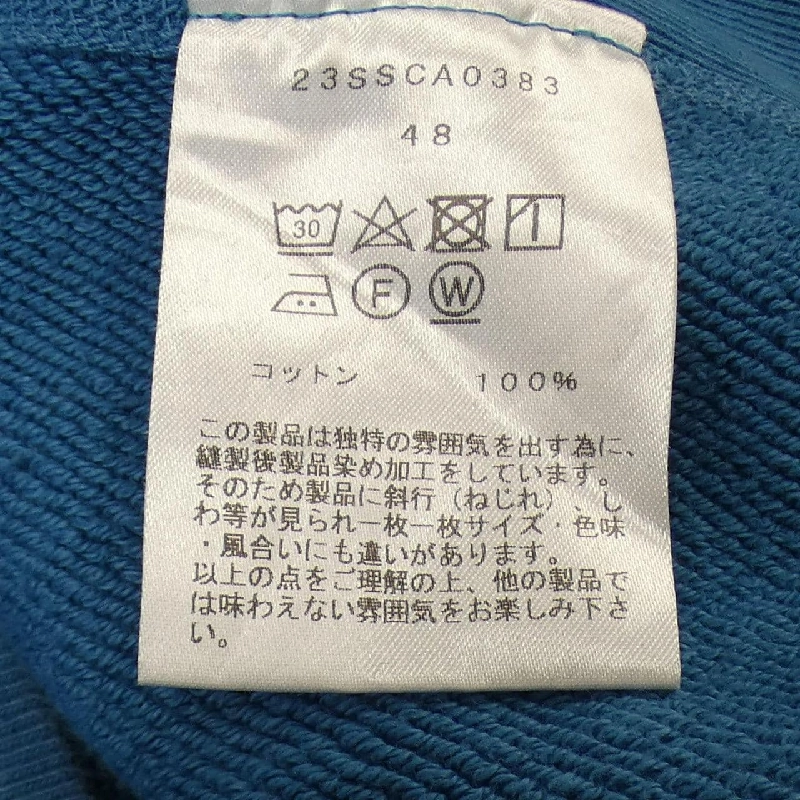 23SSCA0383
48
30
F W
コットン 100%
この製品は独特の雰囲気を出す為に、
縫製後製品染め加工をしています。
そのため製品に斜行（ねじれ）、し
わ等が見られ一枚一枚サイズ・色味
・風合いにも違いがあります。
以上の点をご理解の上、他の製品で
は味わえない雰囲気をお楽しみ下さ
い。